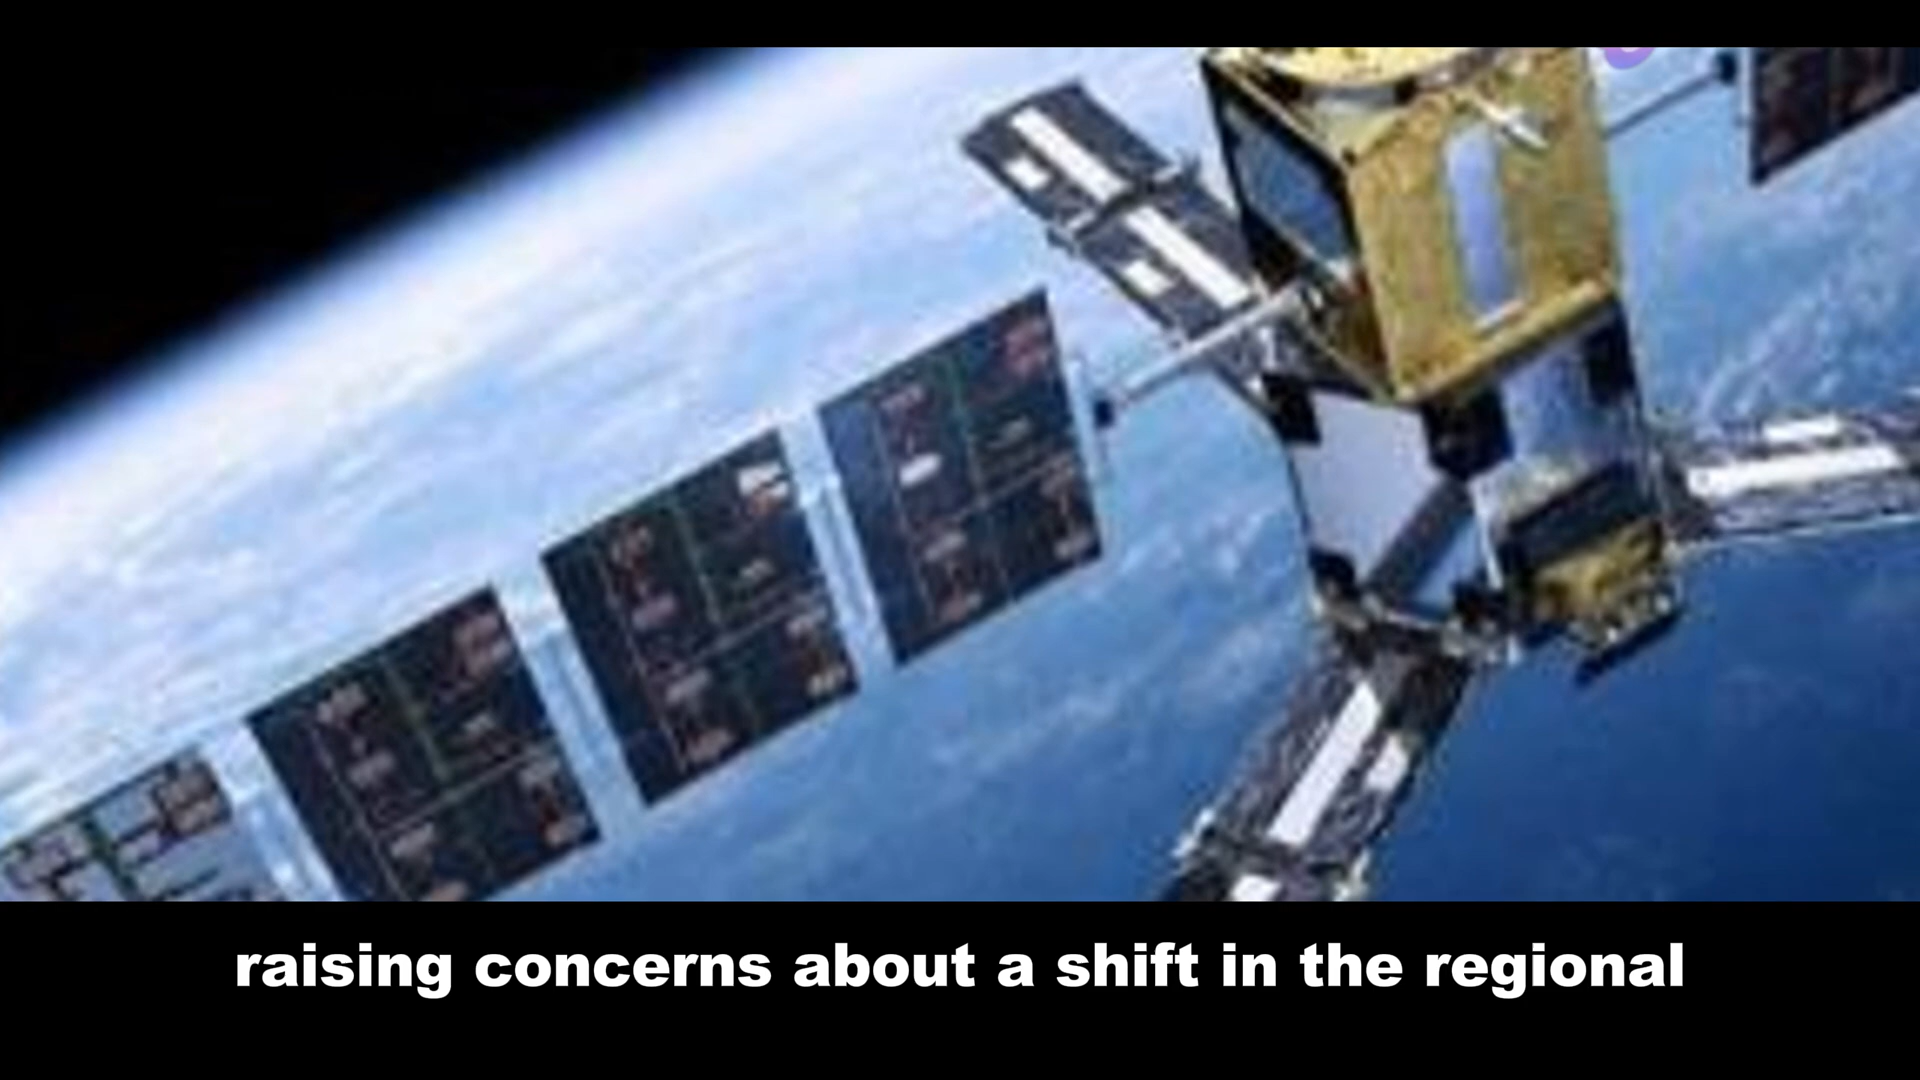 raising concerns about a shift in the regional